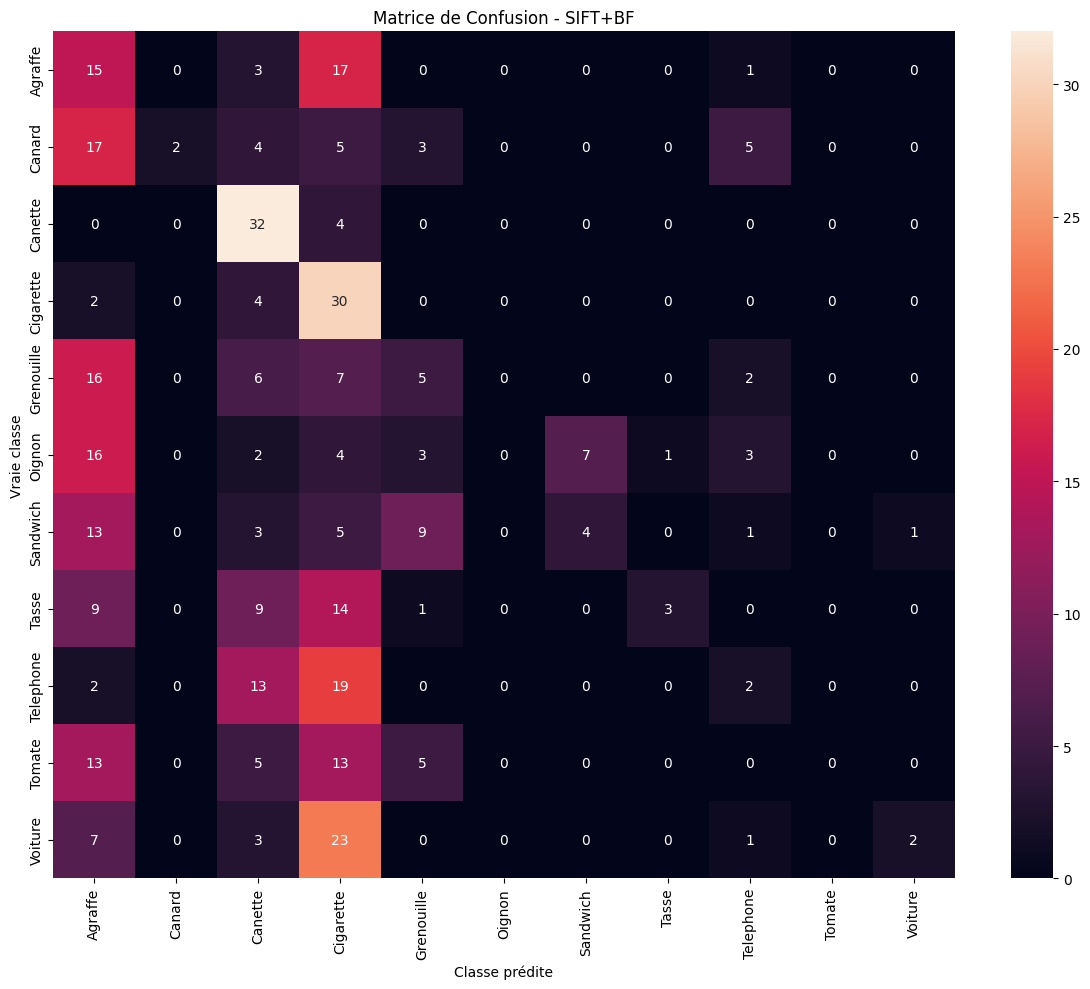 Matrice de Confusion - SIFT+BF
Vraie classe
Agraffe 15 0 3 17 0 0 0 0 1 0 0
Canard 17 2 4 5 3 0 0 0 5 0 0
Canette 0 0 32 4 0 0 0 0 0 0 0
Cigarette 2 0 4 30 0 0 0 0 0 0 0
Grenouille 16 0 6 7 5 0 0 0 2 0 0
Oignon 16 0 2 4 3 0 7 1 3 0 0
Sandwich 13 0 3 5 9 0 4 0 1 0 1
Tasse 9 0 9 14 1 0 0 3 0 0 0
Telephone 2 0 13 19 0 0 0 0 2 0 0
Tomate 13 0 5 13 5 0 0 0 0 0 0
Voiture 7 0 3 23 0 0 0 0 1 0 2
Agraffe Canard Canette Cigarette Grenouille Oignon Sandwich Tasse Telephone Tomate Voiture
Classe prédite
30
25
20
15
10
5
0